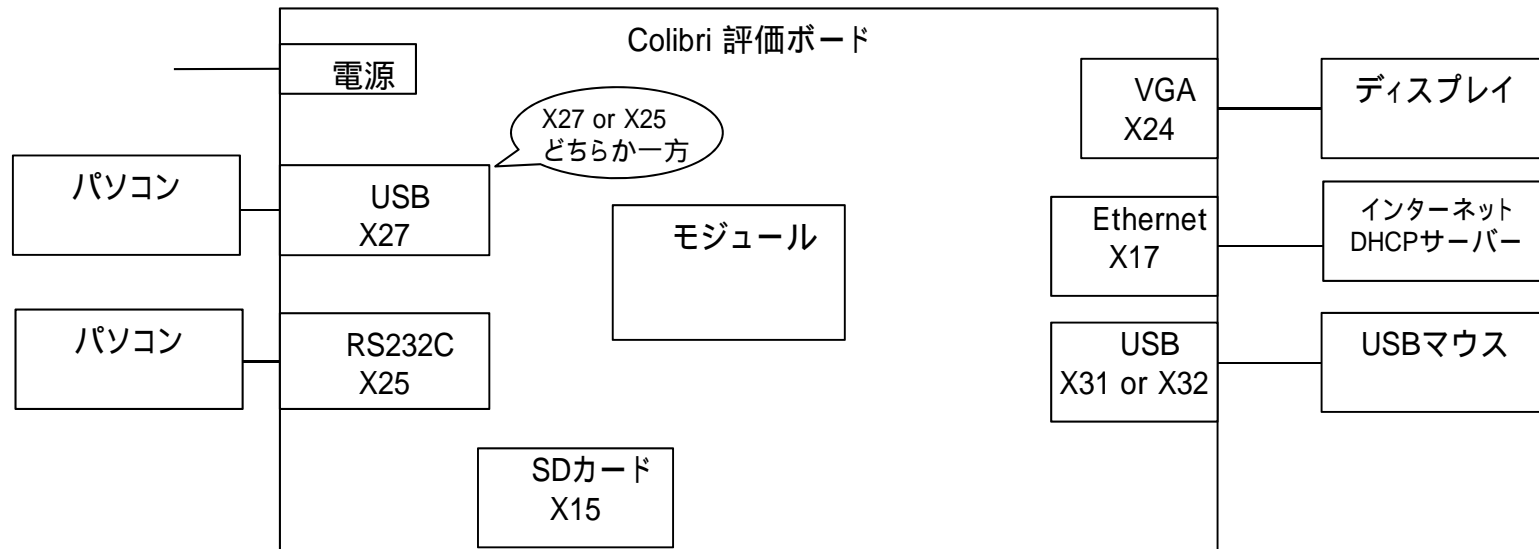 Colibri 評価ボード
電源
X27 or X25
どちらか一方
パソコン
USB
X27
パソコン
RS232C
X25
モジュール
SDカード
X15
VGA
X24
ディスプレイ
Ethernet
X17
インターネット
DHCPサーバー
USB
X31 or X32
USBマウス